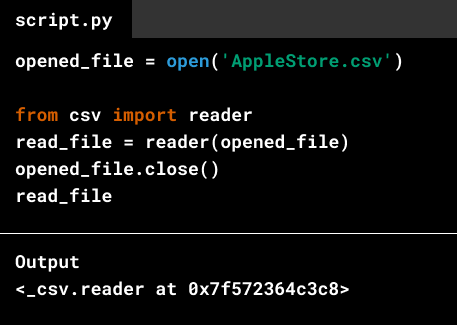 script.py
opened_file = open('AppleStore.csv')
from csv import reader
read_file = reader(opened_file)
opened_file.close()
read_file
Output
<_csv.reader at 0x7f572364c3c8>